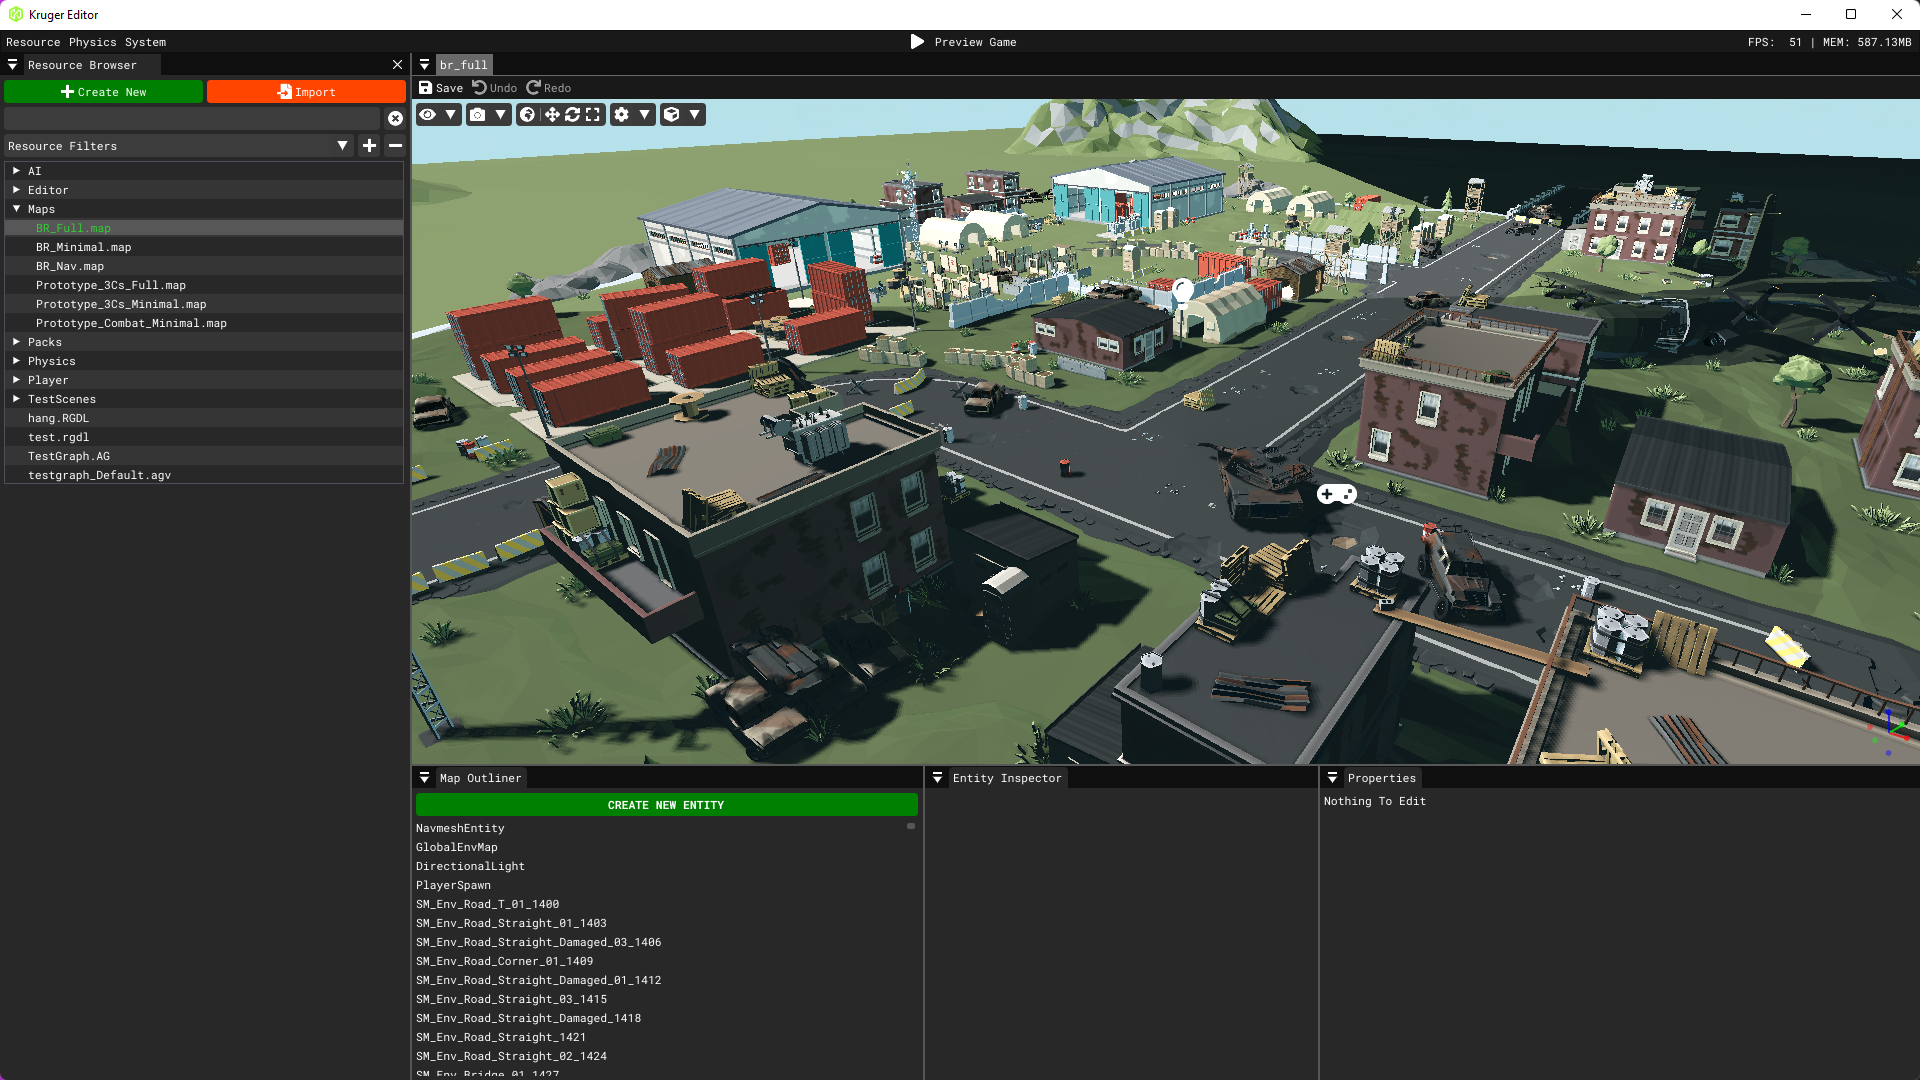 Kruger Editor
Resource Physics System
Preview Game
FPS: 51 | MEM: 587.13MB
Resource Browser
Create New
Import
Resource Filters
AI
Editor
Maps
BR_Full.map
BR_Minimal.map
BR_Nav.map
Prototype_3Cs_Full.map
Prototype_3Cs_Minimal.map
Prototype_Combat_Minimal.map
Packs
Physics
Player
TestScenes
hang.RGDL
test.rgdl
TestGraph.AG
testgraph_Default.agv
br_full
Save Undo Redo
Map Outliner
CREATE NEW ENTITY
NavmeshEntity
GlobalEnvMap
DirectionalLight
PlayerSpawn
SM_Env_Road_T_01_1400
SM_Env_Road_Straight_01_1403
SM_Env_Road_Straight_Damaged_03_1406
SM_Env_Road_Corner_01_1409
SM_Env_Road_Straight_Damaged_01_1412
SM_Env_Road_Straight_03_1415
SM_Env_Road_Straight_Damaged_1418
SM_Env_Road_Straight_1421
SM_Env_Road_Straight_02_1424
SM_Env_Bridge_01_1427
Entity Inspector
Properties
Nothing To Edit